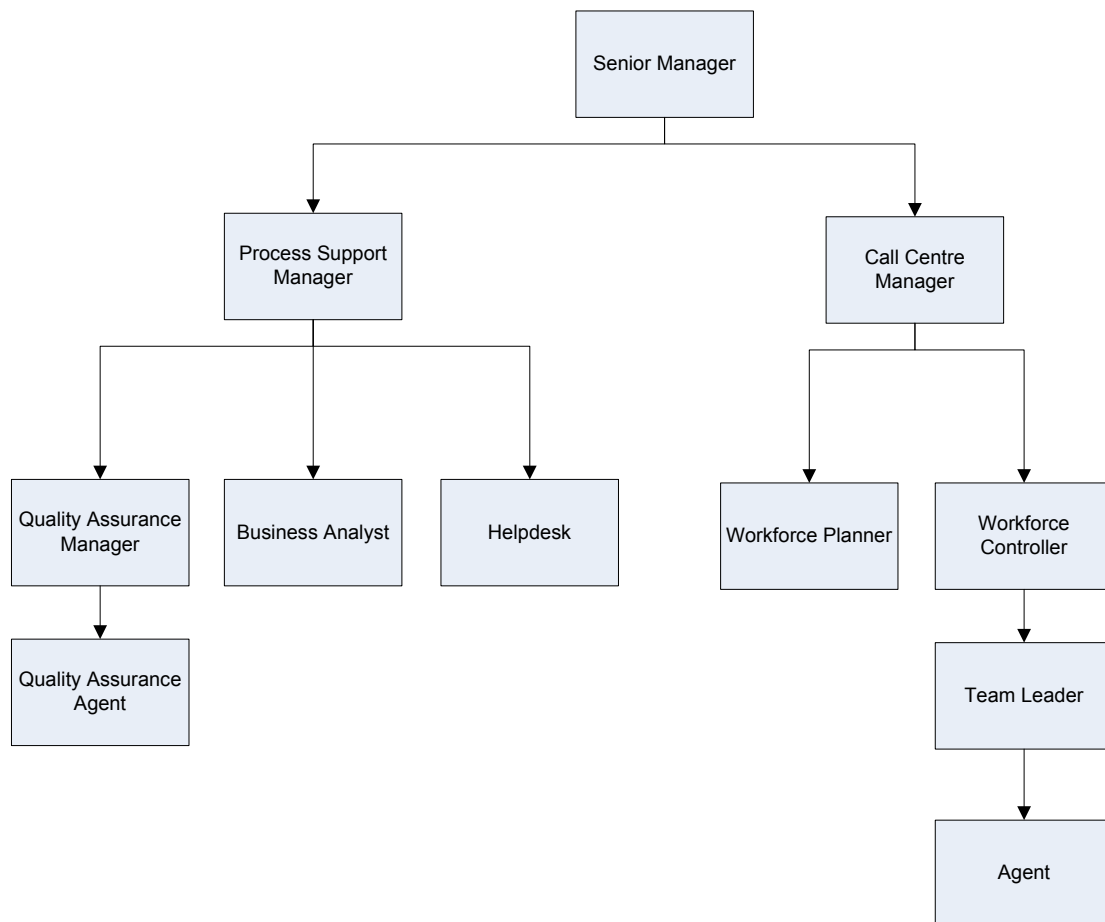 Senior Manager
Process Support
Manager
Call Centre
Manager
Quality Assurance
Manager
Business Analyst
Helpdesk
Workforce Planner
Workforce
Controller
Quality Assurance
Agent
Team Leader
Agent